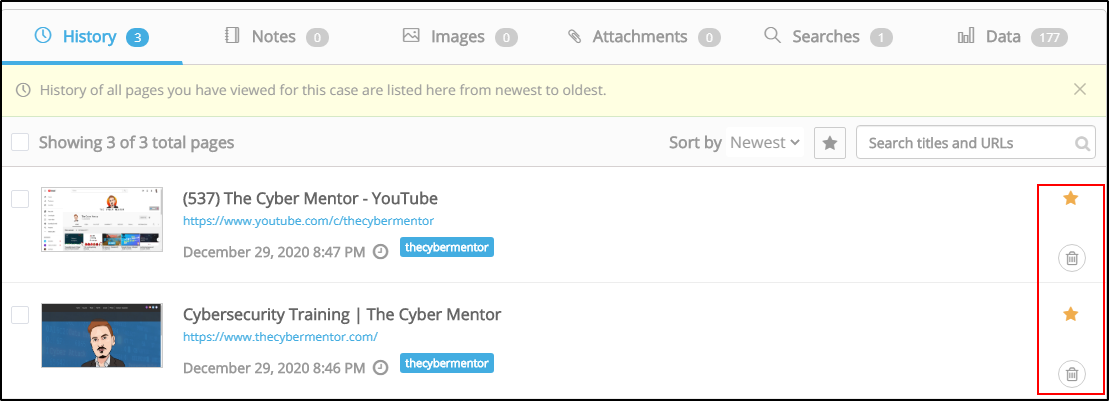 History 3 Notes 0 Images 0 Attachments 0 Searches 1 Data 177
History of all pages you have viewed for this case are listed here from newest to oldest.
Showing 3 of 3 total pages Sort by Newest Search titles and URLs
(537) The Cyber Mentor - YouTube
https://www.youtube.com/c/thecybermentor
December 29, 2020 8:47 PM thecybermentor
Cybersecurity Training | The Cyber Mentor
https://www.thecybermentor.com/
December 29, 2020 8:46 PM thecybermentor